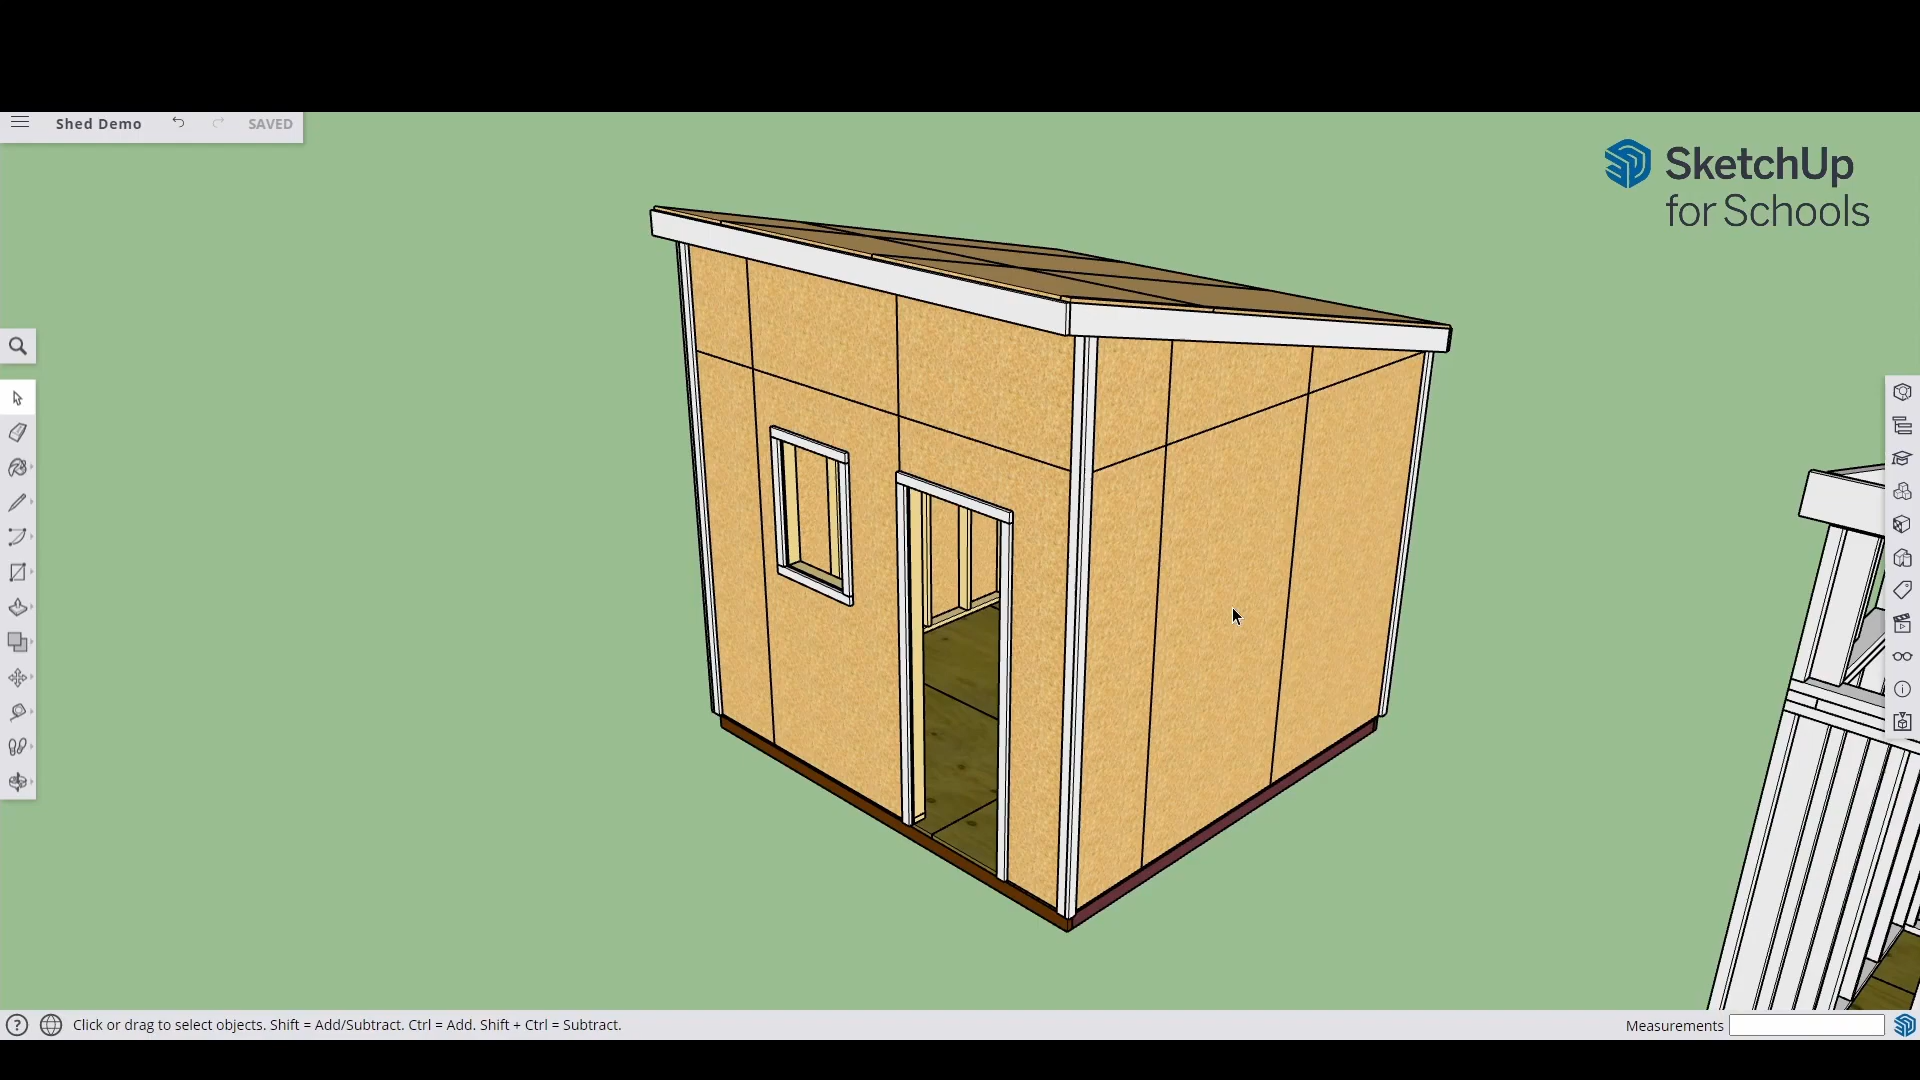 Shed Demo
SAVED
SketchUp
for Schools
Click or drag to select objects. Shift = Add/Subtract. Ctrl = Add. Shift + Ctrl = Subtract.
Measurements